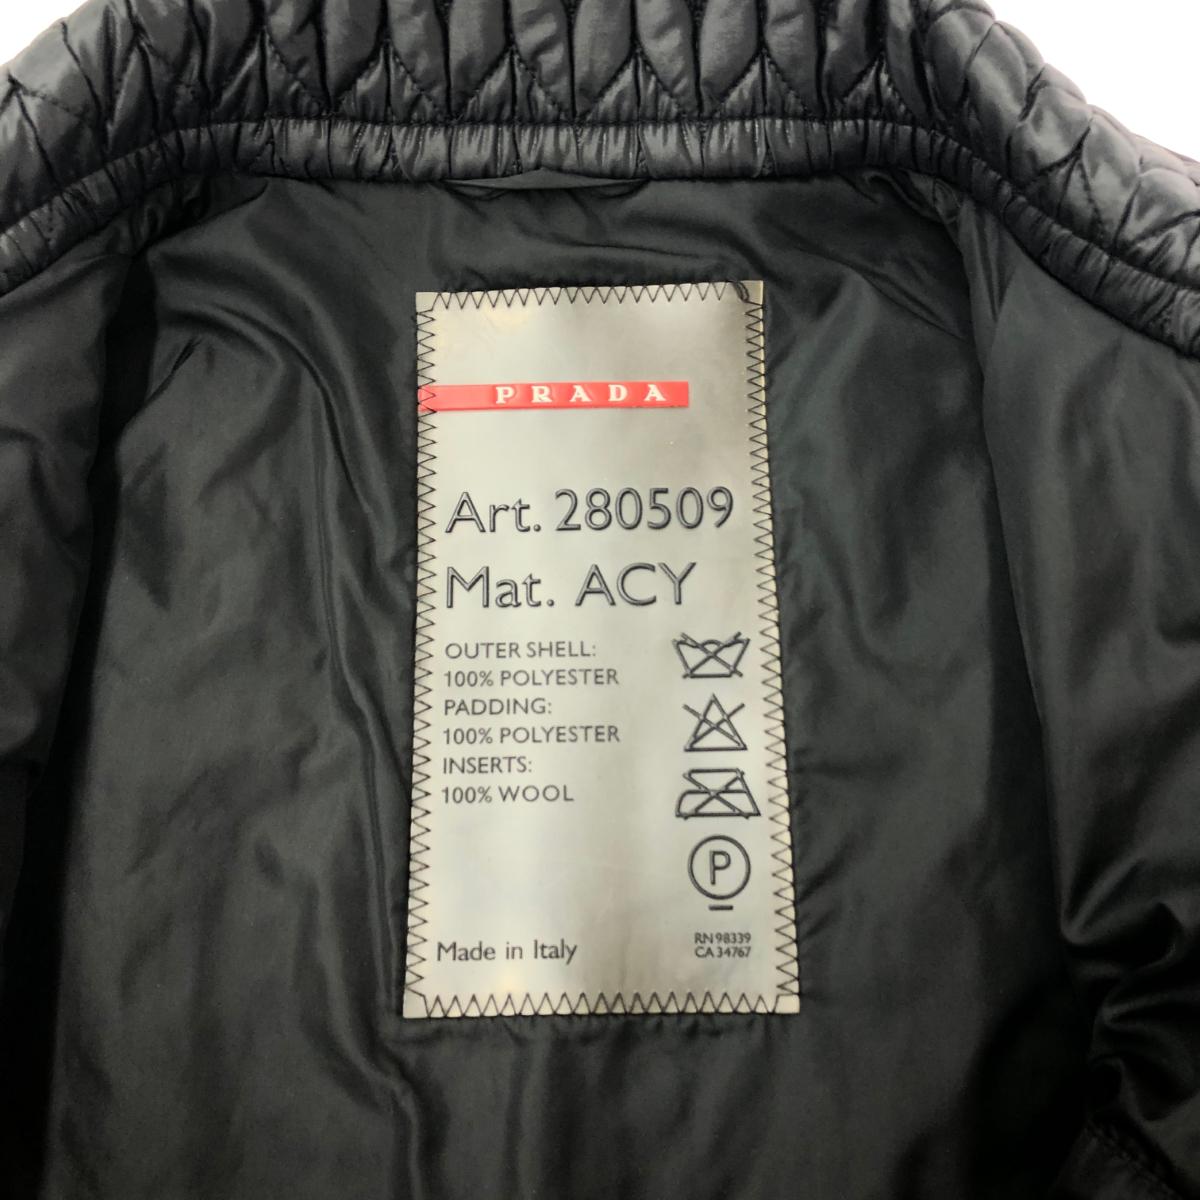 PRADA
Art. 280509
Mat. ACY
OUTER SHELL:
100% POLYESTER
PADDING:
100% POLYESTER
INSERTS:
100% WOOL
P
Made in Italy
RN 98339
CA 34767